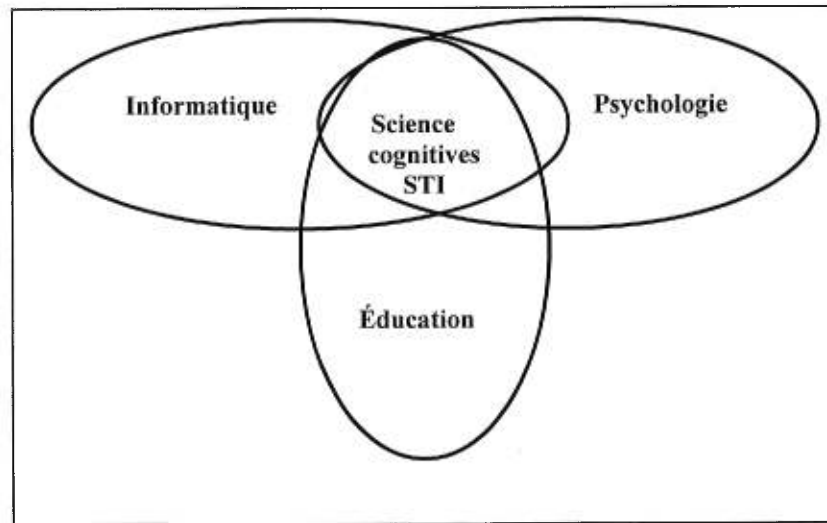 Informatique
Psychologie
Science
cognitives
STI
Éducation